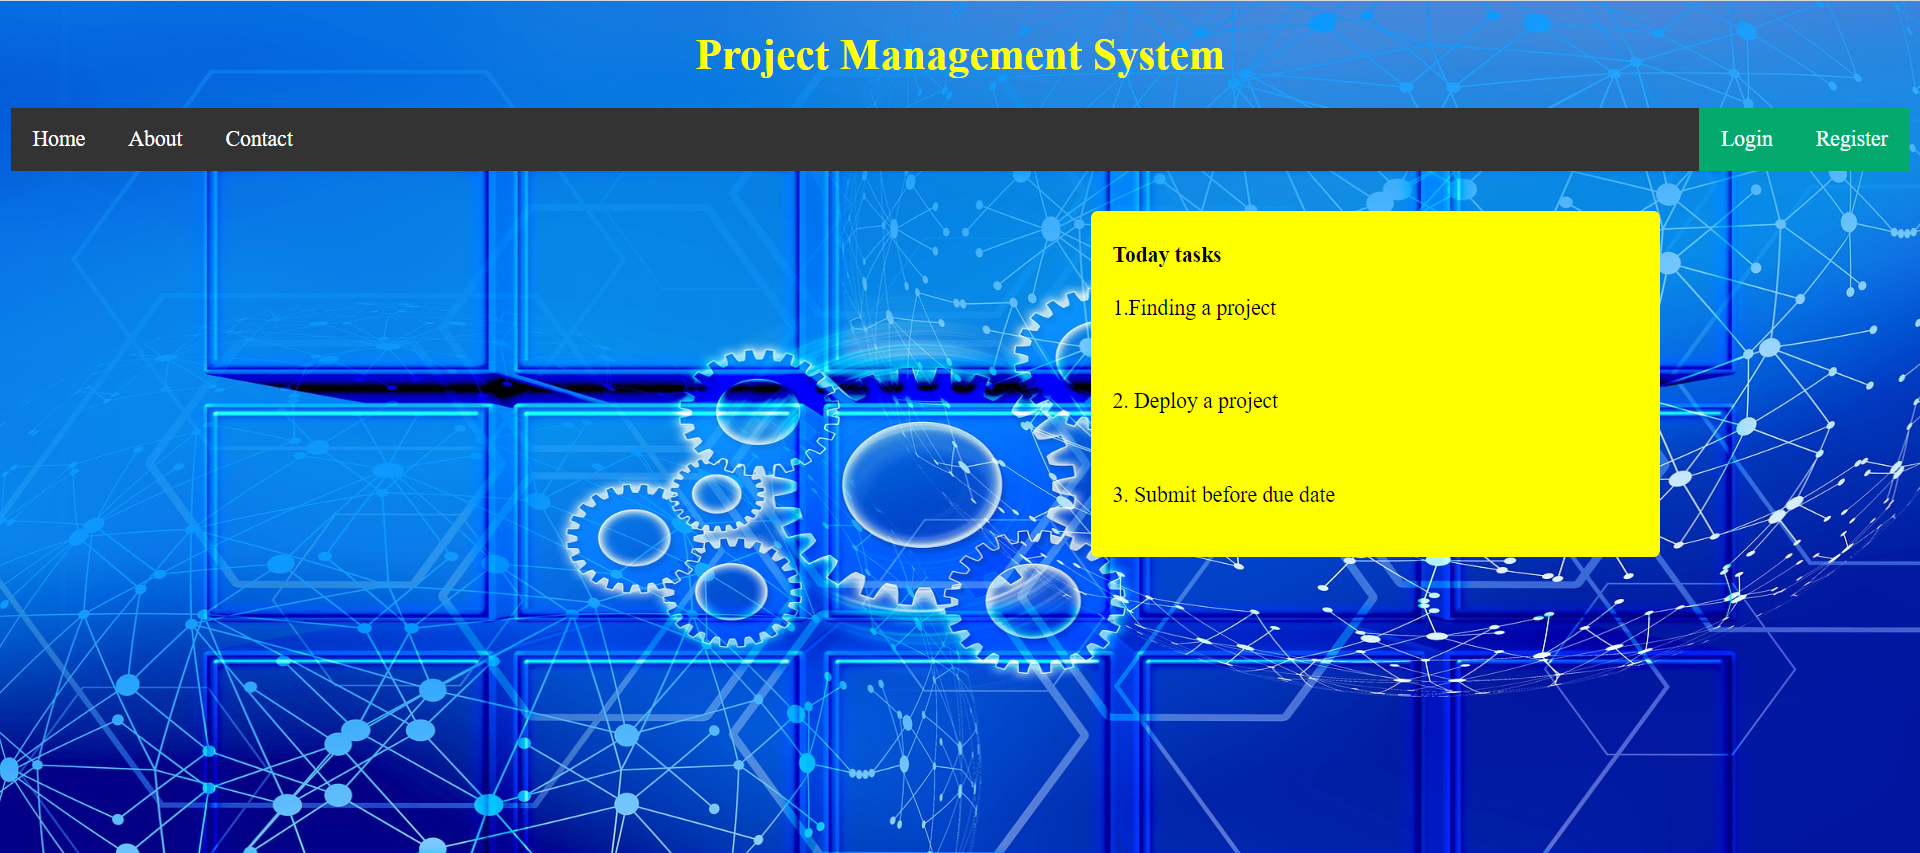 Project Management System
Home About Contact Login Register
Today tasks
1.Finding a project
2. Deploy a project
3. Submit before due date